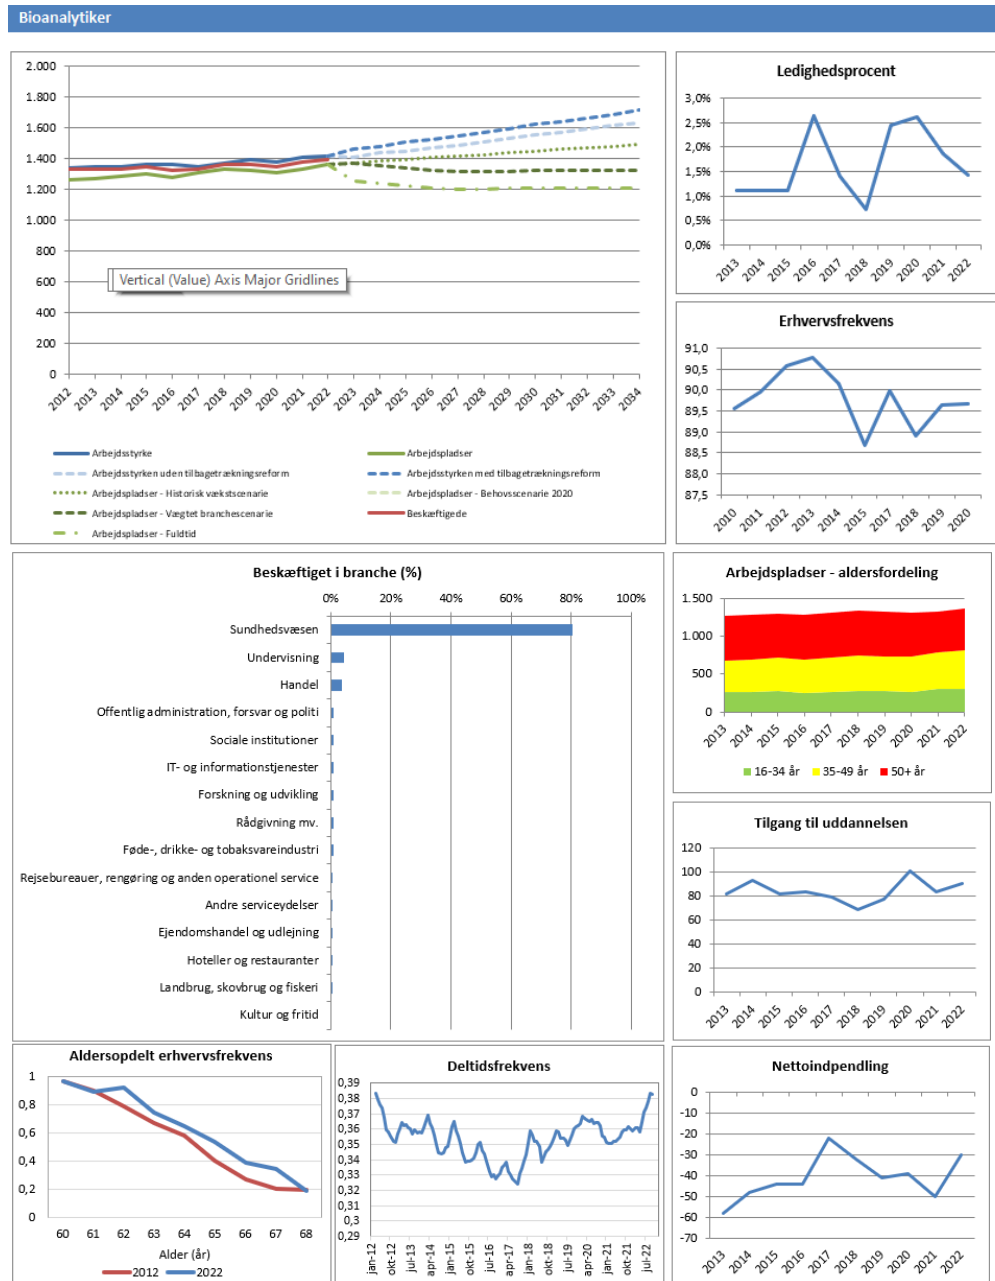 Bioanalytiker
2.000
1.800
1.600
1.400
1.200
1.000
800
600
400
200
0
Vertical (Value) Axis Major Gridlines
2012 2013 2014 2015 2016 2017 2018 2019 2020 2021 2022 2023 2024 2025 2026 2027 2028 2029 2030 2031 2032 2033 2034
Arbejdsstyrke
Arbejdspladser
Arbejdsstyrken uden tilbagetrækningsreform
Arbejdsstyrken med tilbagetrækningsreform
Arbejdspladser - Historisk vækstscenarie
Arbejdspladser - Behovsscenarie 2020
Arbejdspladser - Vægtet branchescenarie
Beskæftigede
Arbejdspladser - Fuldtid
Ledighedsprocent
3,0%
2,5%
2,0%
1,5%
1,0%
0,5%
0,0%
2013 2014 2015 2016 2017 2018 2019 2020 2021 2022
Erhvervsfrekvens
91,0
90,5
90,0
89,5
89,0
88,5
88,0
87,5
2010 2011 2012 2013 2014 2015 2016 2017 2018 2019 2020
Beskæftiget i branche (%)
0% 20% 40% 60% 80% 100%
Sundhedsvæsen
Undervisning
Handel
Offentlig administration, forsvar og politi
Sociale institutioner
IT- og informationstjenester
Forskning og udvikling
Rådgivning mv.
Føde-, drikke- og tobaksvareindustri
Rejsebureauer, rengøring og anden operationel service
Andre serviceydelser
Ejendomshandel og udlejning
Hoteller og restauranter
Landbrug, skovbrug og fiskeri
Kultur og fritid
Arbejdspladser - aldersfordeling
1.500
1.000
500
0
2013 2014 2015 2016 2017 2018 2019 2020 2021 2022
16-34 år 35-49 år 50+ år
Tilgang til uddannelsen
120
100
80
60
40
20
0
2013 2014 2015 2016 2017 2018 2019 2020 2021 2022
Aldersopdelt erhvervsfrekvens
1
0,8
0,6
0,4
0,2
0
60 61 62 63 64 65 66 67 68
Alder (år)
2012 2022
Deltidsfrekvens
0,39
0,38
0,37
0,36
0,35
0,34
0,33
0,32
0,31
0,3
0,29
jan-12 okt-12 jul-13 apr-14 jan-15 okt-15 jul-16 apr-17 jan-18 okt-18 jul-19 apr-20 jan-21 okt-21 jul-22
Nettoindpendling
0
-10
-20
-30
-40
-50
-60
-70
2013 2014 2015 2016 2017 2018 2019 2020 2021 2022